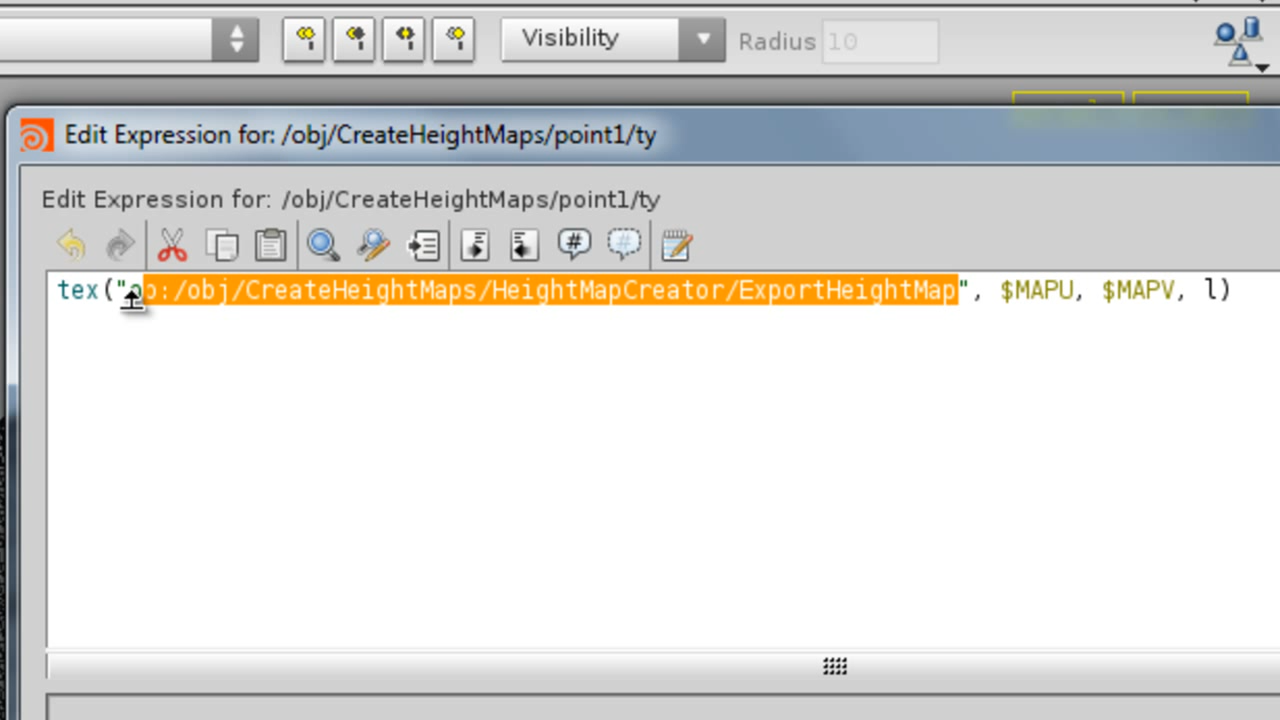 Visibility Radius 10
Edit Expression for: /obj/CreateHeightMaps/point1/ty
Edit Expression for: /obj/CreateHeightMaps/point1/ty
tex("op:/obj/CreateHeightMaps/HeightMapCreator/ExportHeightMap", $MAPU, $MAPV, l)